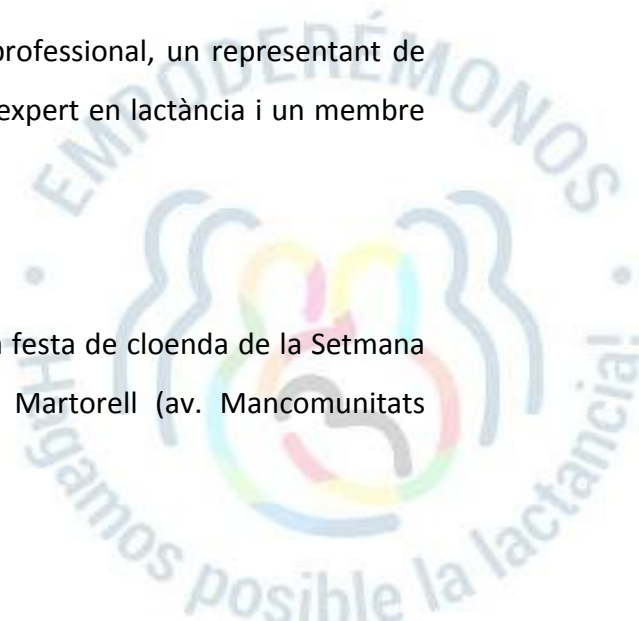 professional, un representant de
expert en lactància i un membre
festa de cloenda de la Setmana
Martorell (av. Mancomunitats
EMPODERÉMONOS
Hagamos posible la lactancia!